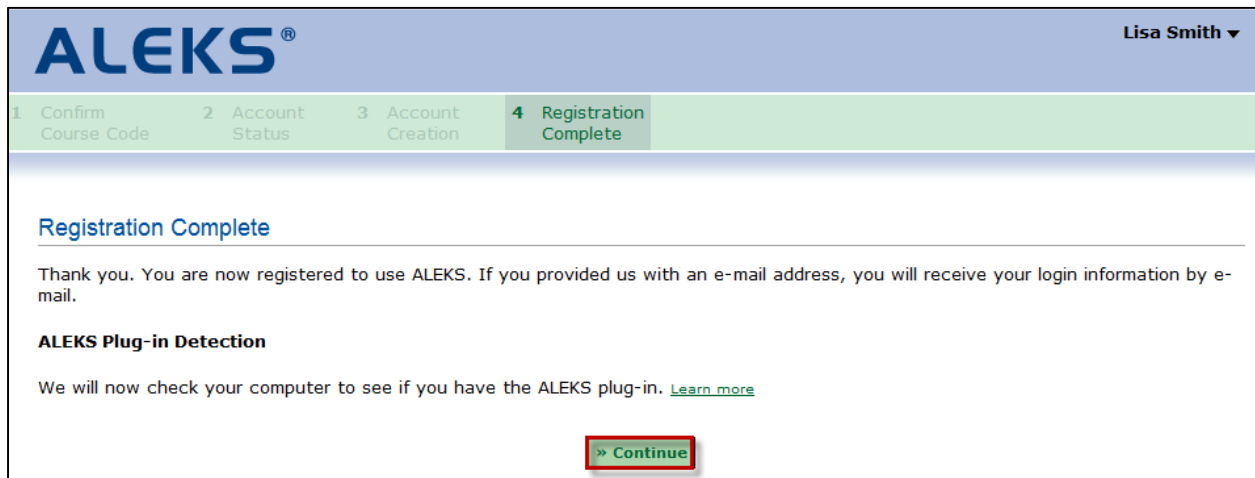 ALEKS®
Lisa Smith ▾
1 Confirm
Course Code
2 Account
Status
3 Account
Creation
4 Registration
Complete
Registration Complete
Thank you. You are now registered to use ALEKS. If you provided us with an e-mail address, you will receive your login information by e-
mail.
ALEKS Plug-in Detection
We will now check your computer to see if you have the ALEKS plug-in. Learn more
» Continue